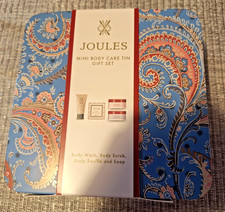 JOULES
MINI BODY CARE TIN
GIFT SET
Body Wash, Body Scrub,
Body Soufflé and Soap